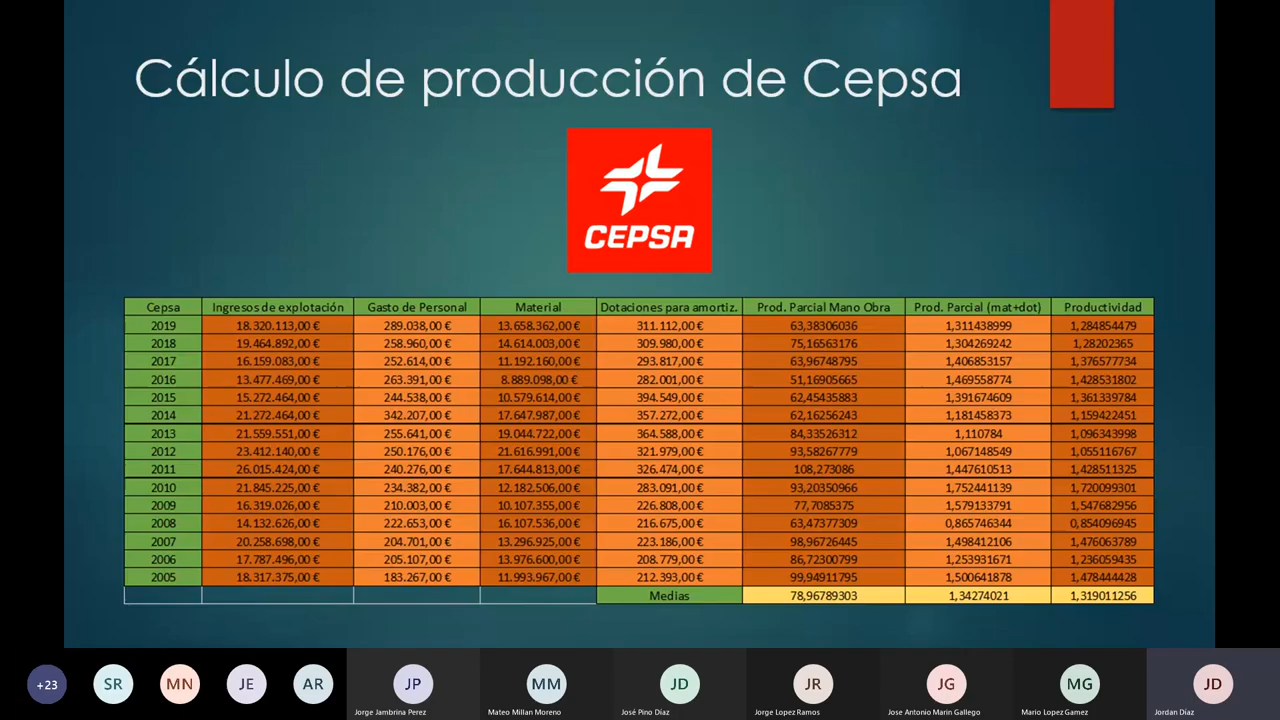 Cálculo de producción de Cepsa
CEPSA
Cepsa Ingresos de explotación Gasto de Personal Material Dotaciones para amortiz. Prod. Parcial Mano Obra Prod. Parcial (mat+dot) Productividad
2019 18.320.113,00 € 289.038,00 € 13.658.362,00 € 311.112,00 € 63,38306036 1,311438999 1,284854479
2018 19.464.892,00 € 258.960,00 € 14.614.003,00 € 309.980,00 € 75,16563176 1,304269242 1,28202365
2017 16.159.083,00 € 252.614,00 € 11.192.160,00 € 293.817,00 € 63,96748795 1,406853157 1,376577734
2016 13.477.469,00 € 263.391,00 € 8.889.098,00 € 282.001,00 € 51,16905665 1,469558774 1,428531802
2015 15.272.464,00 € 244.538,00 € 10.579.614,00 € 394.549,00 € 62,45435883 1,391674609 1,361339784
2014 21.272.464,00 € 342.207,00 € 17.647.987,00 € 357.272,00 € 62,16256243 1,181458373 1,159422451
2013 21.559.551,00 € 255.641,00 € 19.044.722,00 € 364.588,00 € 84,33526312 1,110784 1,096343998
2012 23.412.140,00 € 250.176,00 € 21.616.991,00 € 321.979,00 € 93,58267779 1,067148549 1,055116767
2011 26.015.424,00 € 240.276,00 € 17.644.813,00 € 326.474,00 € 108,273086 1,447610513 1,428511325
2010 21.845.225,00 € 234.382,00 € 12.182.506,00 € 283.091,00 € 93,20350966 1,752441139 1,720099301
2009 16.319.026,00 € 210.003,00 € 10.107.355,00 € 226.808,00 € 77,7085375 1,579133791 1,547682956
2008 14.132.626,00 € 222.653,00 € 16.107.536,00 € 216.675,00 € 63,47377309 0,865746344 0,854096945
2007 20.258.698,00 € 204.701,00 € 13.296.925,00 € 223.186,00 € 98,96726445 1,498412106 1,476063789
2006 17.787.496,00 € 205.107,00 € 13.976.600,00 € 208.779,00 € 86,72300799 1,253931671 1,236059435
2005 18.317.375,00 € 183.267,00 € 11.993.967,00 € 212.393,00 € 99,94911795 1,500641878 1,478444428
Medias 78,96789303 1,34274021 1,319011256
+23 SR MN JE AR JP MM JD JR JG MG JD
Jorge Jambrina Perez Mateo Millan Moreno José Pino Díaz Jorge Lopez Ramos Jose Antonio Marin Gallego Mario Lopez Gamez Jordan Díaz